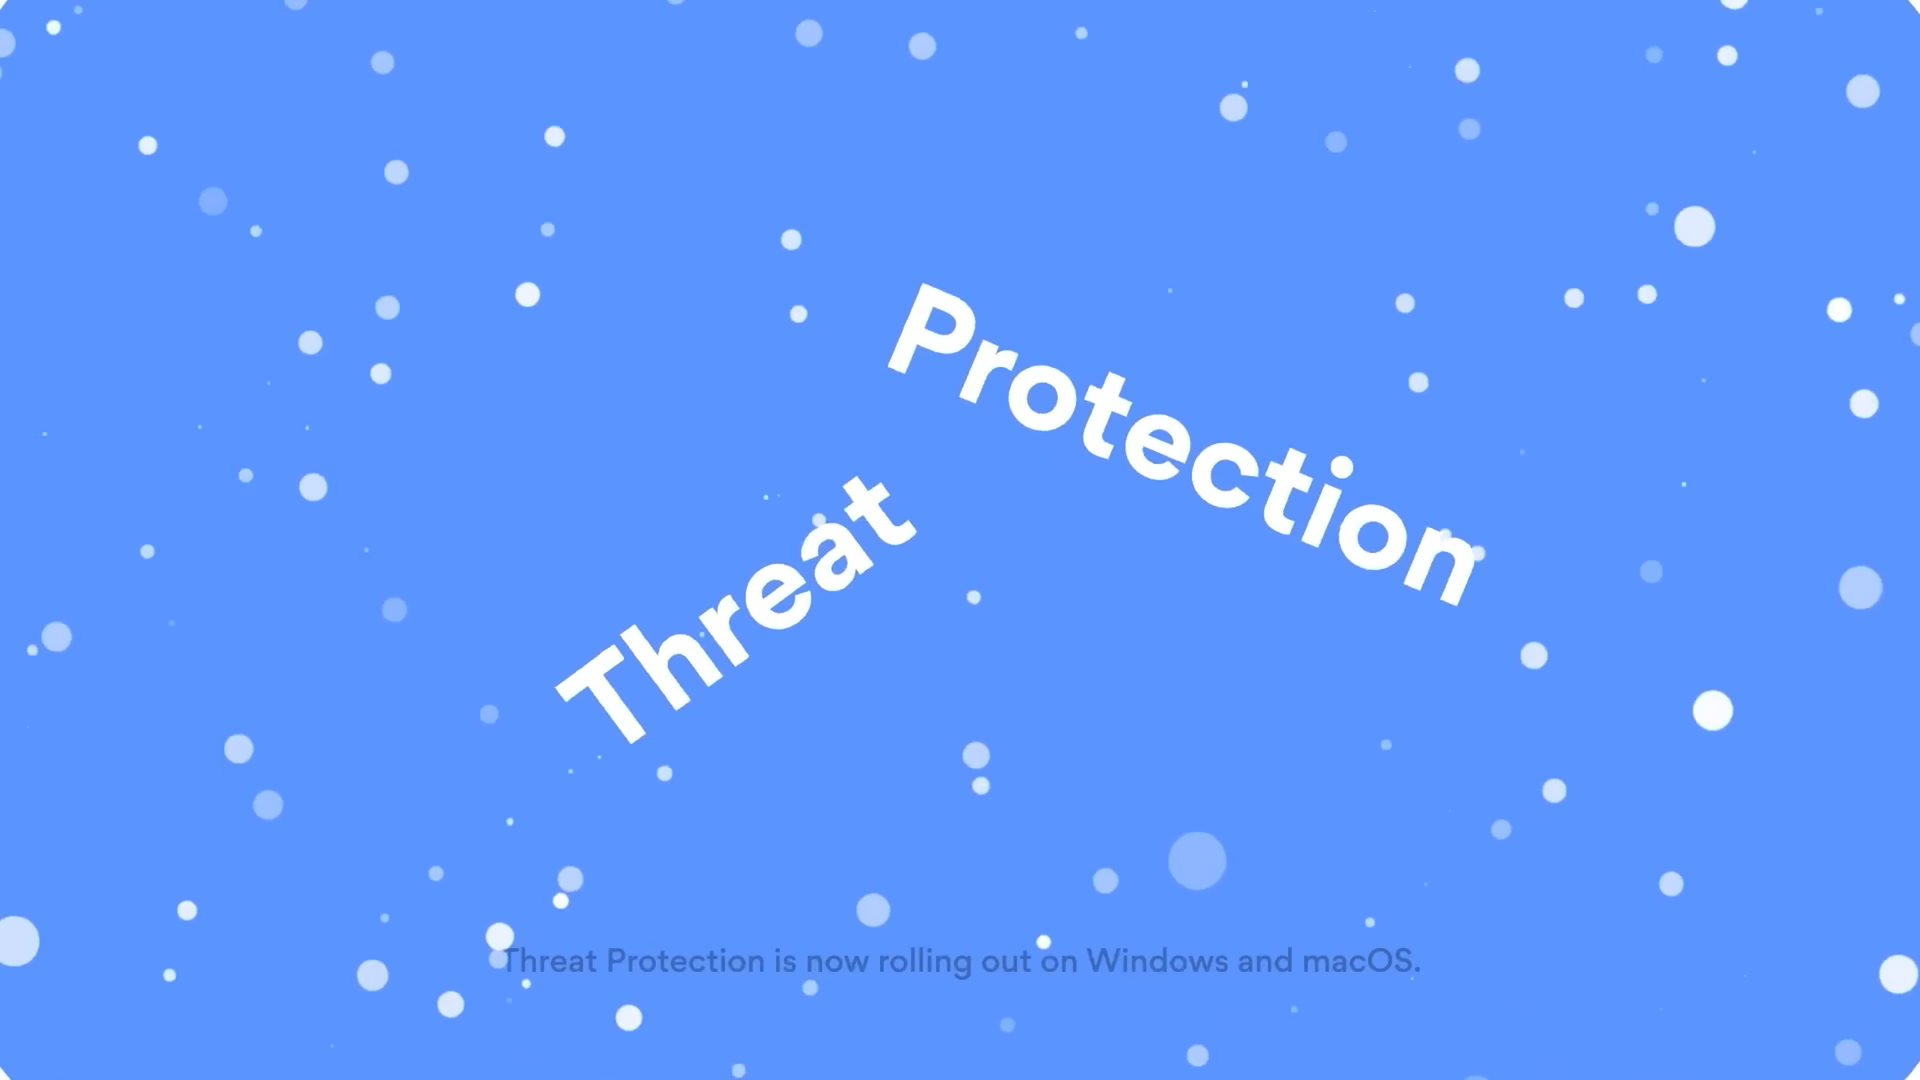 Threat
Protection
Threat Protection is now rolling out on Windows and macOS.